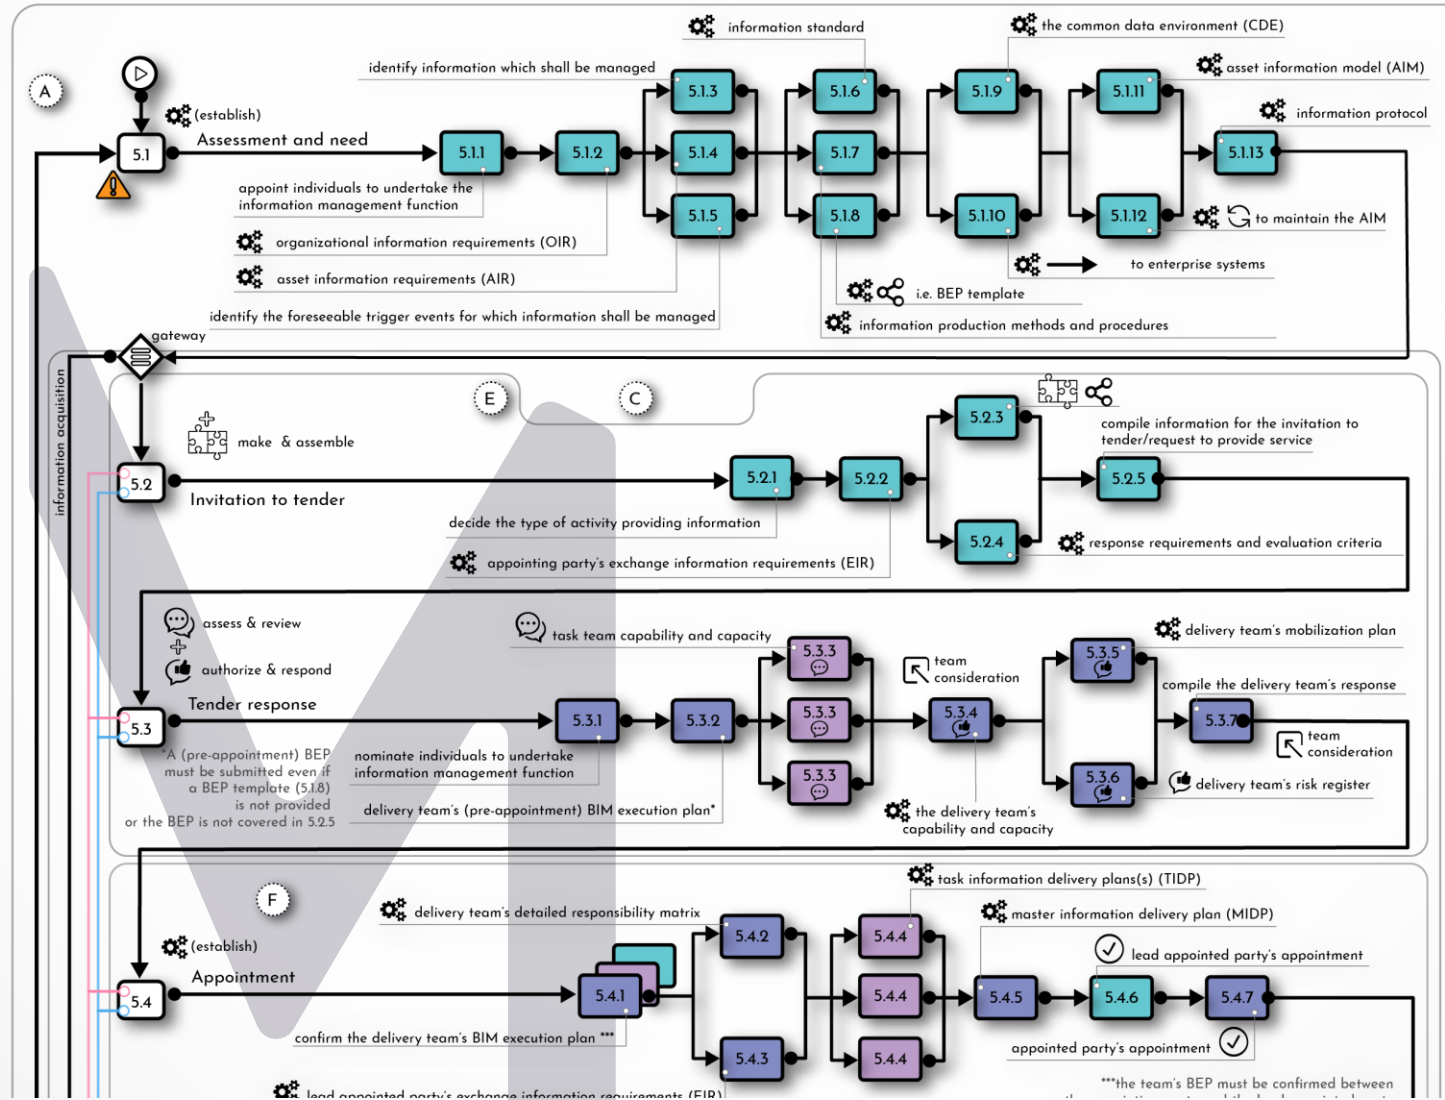 information standard
the common data environment (CDE)
identify information which shall be managed
asset information model (AIM)
A
5.1.3
5.1.6
5.1.9
5.1.11
(establish)
information protocol
Assessment and need
5.1
5.1.1
5.1.2
5.1.4
5.1.7
5.1.13
appoint individuals to undertake the
information management function
5.1.5
5.1.8
5.1.10
5.1.12
to maintain the AIM
organizational information requirements (OIR)
to enterprise systems
asset information requirements (AIR)
i.e. BEP template
identify the foreseeable trigger events for which information shall be managed
information production methods and procedures
gateway
information acquisition
E
C
5.2.3
make & assemble
compile information for the invitation to
tender/request to provide service
5.2
5.2.1
5.2.2
5.2.5
Invitation to tender
decide the type of activity providing information
5.2.4
response requirements and evaluation criteria
appointing party's exchange information requirements (EIR)
assess & review
task team capability and capacity
delivery team's mobilization plan
authorize & respond
5.3.3
5.3.5
team
consideration
compile the delivery team's response
Tender response
5.3
5.3.1
5.3.2
5.3.3
5.3.4
5.3.7
team
consideration
*A (pre-appointment) BEP
must be submitted even if
a BEP template (5.1.8)
is not provided
or the BEP is not covered in 5.2.5
nominate individuals to undertake
information management function
5.3.3
5.3.6
delivery team's risk register
delivery team's (pre-appointment) BIM execution plan*
the delivery team's
capability and capacity
F
task information delivery plans(s) (TIDP)
delivery team's detailed responsibility matrix
master information delivery plan (MIDP)
(establish)
5.4.2
5.4.4
lead appointed party's appointment
Appointment
5.4
5.4.1
5.4.4
5.4.5
5.4.6
5.4.7
confirm the delivery team's BIM execution plan ***
5.4.3
5.4.4
appointed party's appointment
***the team's BEP must be confirmed between
lead appointed party's exchange information requirements (EIR)